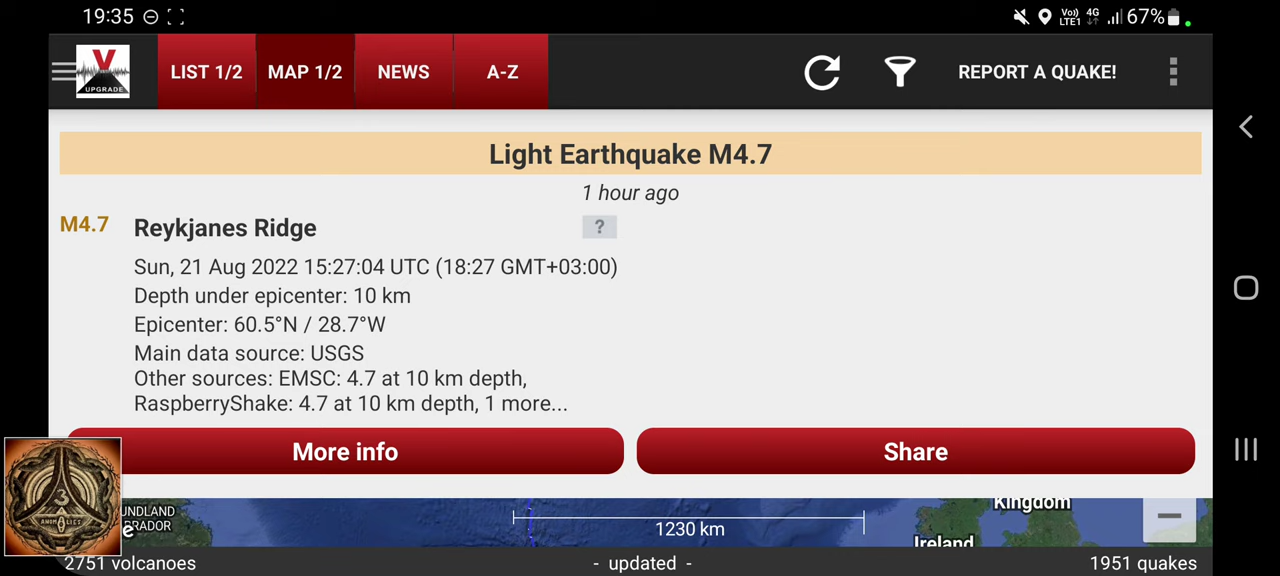 19:35
Vo)) 4G
LTE1
67%
V
UPGRADE
LIST 1/2
MAP 1/2
NEWS
A-Z
REPORT A QUAKE!
Light Earthquake M4.7
1 hour ago
M4.7
Reykjanes Ridge
?
Sun, 21 Aug 2022 15:27:04 UTC (18:27 GMT+03:00)
Depth under epicenter: 10 km
Epicenter: 60.5°N / 28.7°W
Main data source: USGS
Other sources: EMSC: 4.7 at 10 km depth,
RaspberryShake: 4.7 at 10 km depth, 1 more...
More info
Share
3
UNDLAND
RADOR
1230 km
Kingdom
Ireland
2751 volcanoes
- updated -
1951 quakes